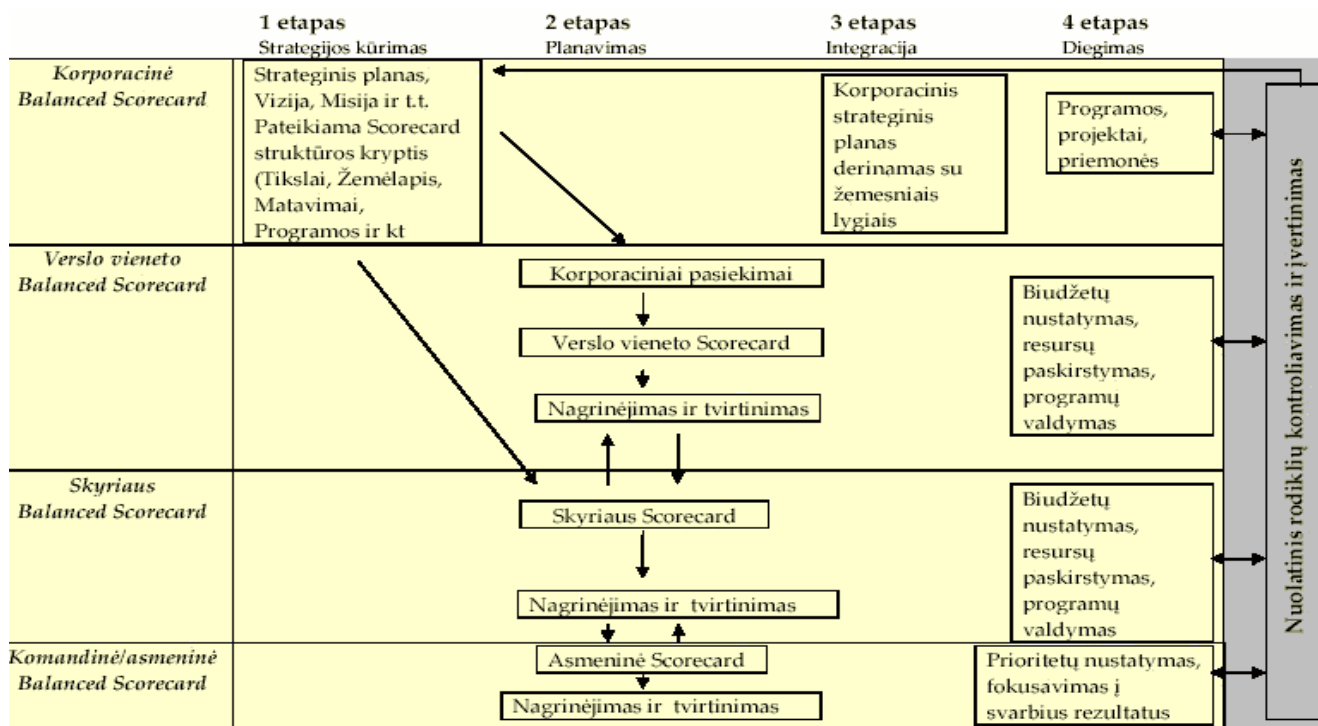 1 etapas
Strategijos kūrimas
2 etapas
Planavimas
3 etapas
Integracija
4 etapas
Diegimas
Korporacinė
Balanced Scorecard
Strateginis planas,
Vizija, Misija ir t.t.
Pateikiama Scorecard
struktūros kryptis
(Tikslai, Žemėlapis,
Matavimai,
Programos ir kt
Korporacinis
strateginis
planas
derinamas su
žemesniais
lygiais
Programos,
projektai,
priemonės
Verslo vieneto
Balanced Scorecard
Korporaciniai pasiekimai
Verslo vieneto Scorecard
Nagrinėjimas ir tvirtinimas
Biudžetų
nustatymas,
resursų
paskirstymas,
programų
valdymas
Skyriaus
Balanced Scorecard
Skyriaus Scorecard
Nagrinėjimas ir tvirtinimas
Biudžetų
nustatymas,
resursų
paskirstymas,
programų
valdymas
Komandinė/asmeninė
Balanced Scorecard
Asmeninė Scorecard
Nagrinėjimas ir tvirtinimas
Prioritetų nustatymas,
fokusavimas į
svarbius rezultatus
Nuolatinis rodiklių kontroliavimas ir įvertinimas